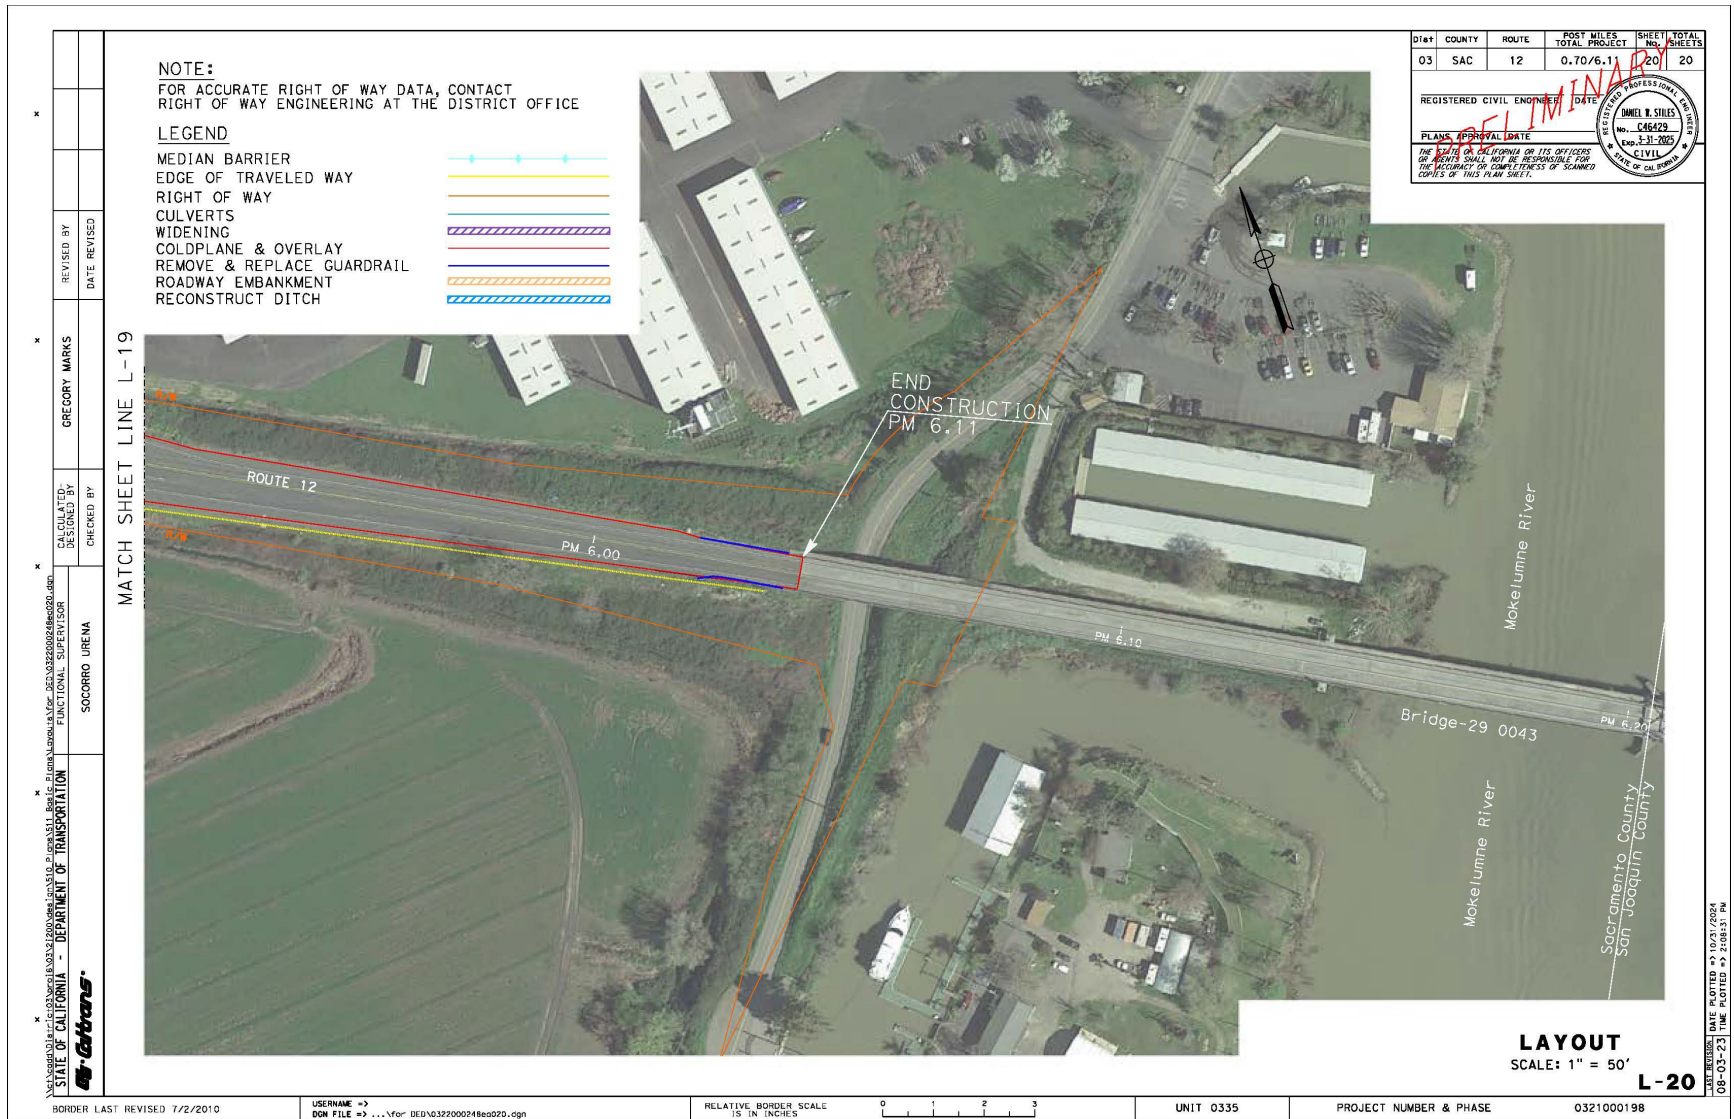 NOTE:
FOR ACCURATE RIGHT OF WAY DATA, CONTACT
RIGHT OF WAY ENGINEERING AT THE DISTRICT OFFICE
LEGEND
MEDIAN BARRIER
EDGE OF TRAVELED WAY
RIGHT OF WAY
CULVERTS
WIDENING
COLDPLANE & OVERLAY
REMOVE & REPLACE GUARDRAIL
ROADWAY EMBANKMENT
RECONSTRUCT DITCH
Dist COUNTY ROUTE POST MILES TOTAL PROJECT SHEET No. TOTAL SHEETS
03 SAC 12 0.70/6.11 20 20
PRELIMINARY
REGISTERED CIVIL ENGINEER DATE
PLANS APPROVAL DATE
THE STATE OF CALIFORNIA OR ITS OFFICERS
OR AGENTS SHALL NOT BE RESPONSIBLE FOR
THE ACCURACY OR COMPLETENESS OF SCANNED
COPIES OF THIS PLAN SHEET.
REGISTERED PROFESSIONAL ENGINEER
DANIEL W. STILES
No. C46429
Exp. 3-31-2025
CIVIL
STATE OF CALIFORNIA
REVISED BY
DATE REVISED
GREGORY MARKS
CALCULATED-
DESIGNED BY
CHECKED BY
FUNCTIONAL SUPERVISOR
SOCORRO URENA
STATE OF CALIFORNIA - DEPARTMENT OF TRANSPORTATION
Caltrans
MATCH SHEET LINE L-19
R/W
ROUTE 12
R/W
PM 6.00
END
CONSTRUCTION
PM 6.11
PM 6.10
PM 6.20
Bridge-29 0043
Mokelumne River
Mokelumne River
Sacramento County
San Joaquin County
LAYOUT
SCALE: 1" = 50'
L-20
LAST REVISION
08-03-23
DATE PLOTTED => 10/31/2024
TIME PLOTTED => 2:08:31 PM
BORDER LAST REVISED 7/2/2010
USERNAME =>
DGN FILE => ...\for DED\0322000248ea020.dgn
RELATIVE BORDER SCALE
IS IN INCHES
0 1 2 3
UNIT 0335
PROJECT NUMBER & PHASE
0321000198